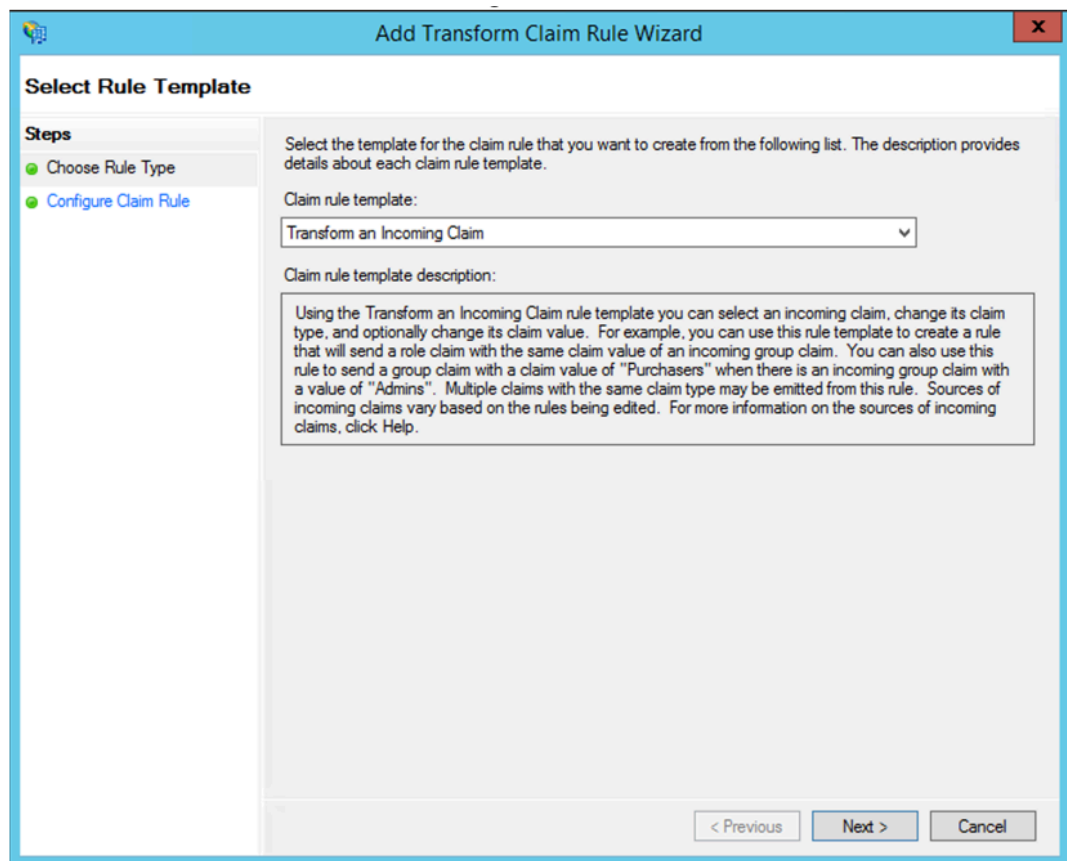 Add Transform Claim Rule Wizard
x
Select Rule Template
Steps
Choose Rule Type
Configure Claim Rule
Select the template for the claim rule that you want to create from the following list. The description provides
details about each claim rule template.
Claim rule template:
Transform an Incoming Claim
Claim rule template description:
Using the Transform an Incoming Claim rule template you can select an incoming claim, change its claim
type, and optionally change its claim value. For example, you can use this rule template to create a rule
that will send a role claim with the same claim value of an incoming group claim. You can also use this
rule to send a group claim with a claim value of "Purchasers" when there is an incoming group claim with
a value of "Admins". Multiple claims with the same claim type may be emitted from this rule. Sources of
incoming claims vary based on the rules being edited. For more information on the sources of incoming
claims, click Help.
< Previous
Next >
Cancel